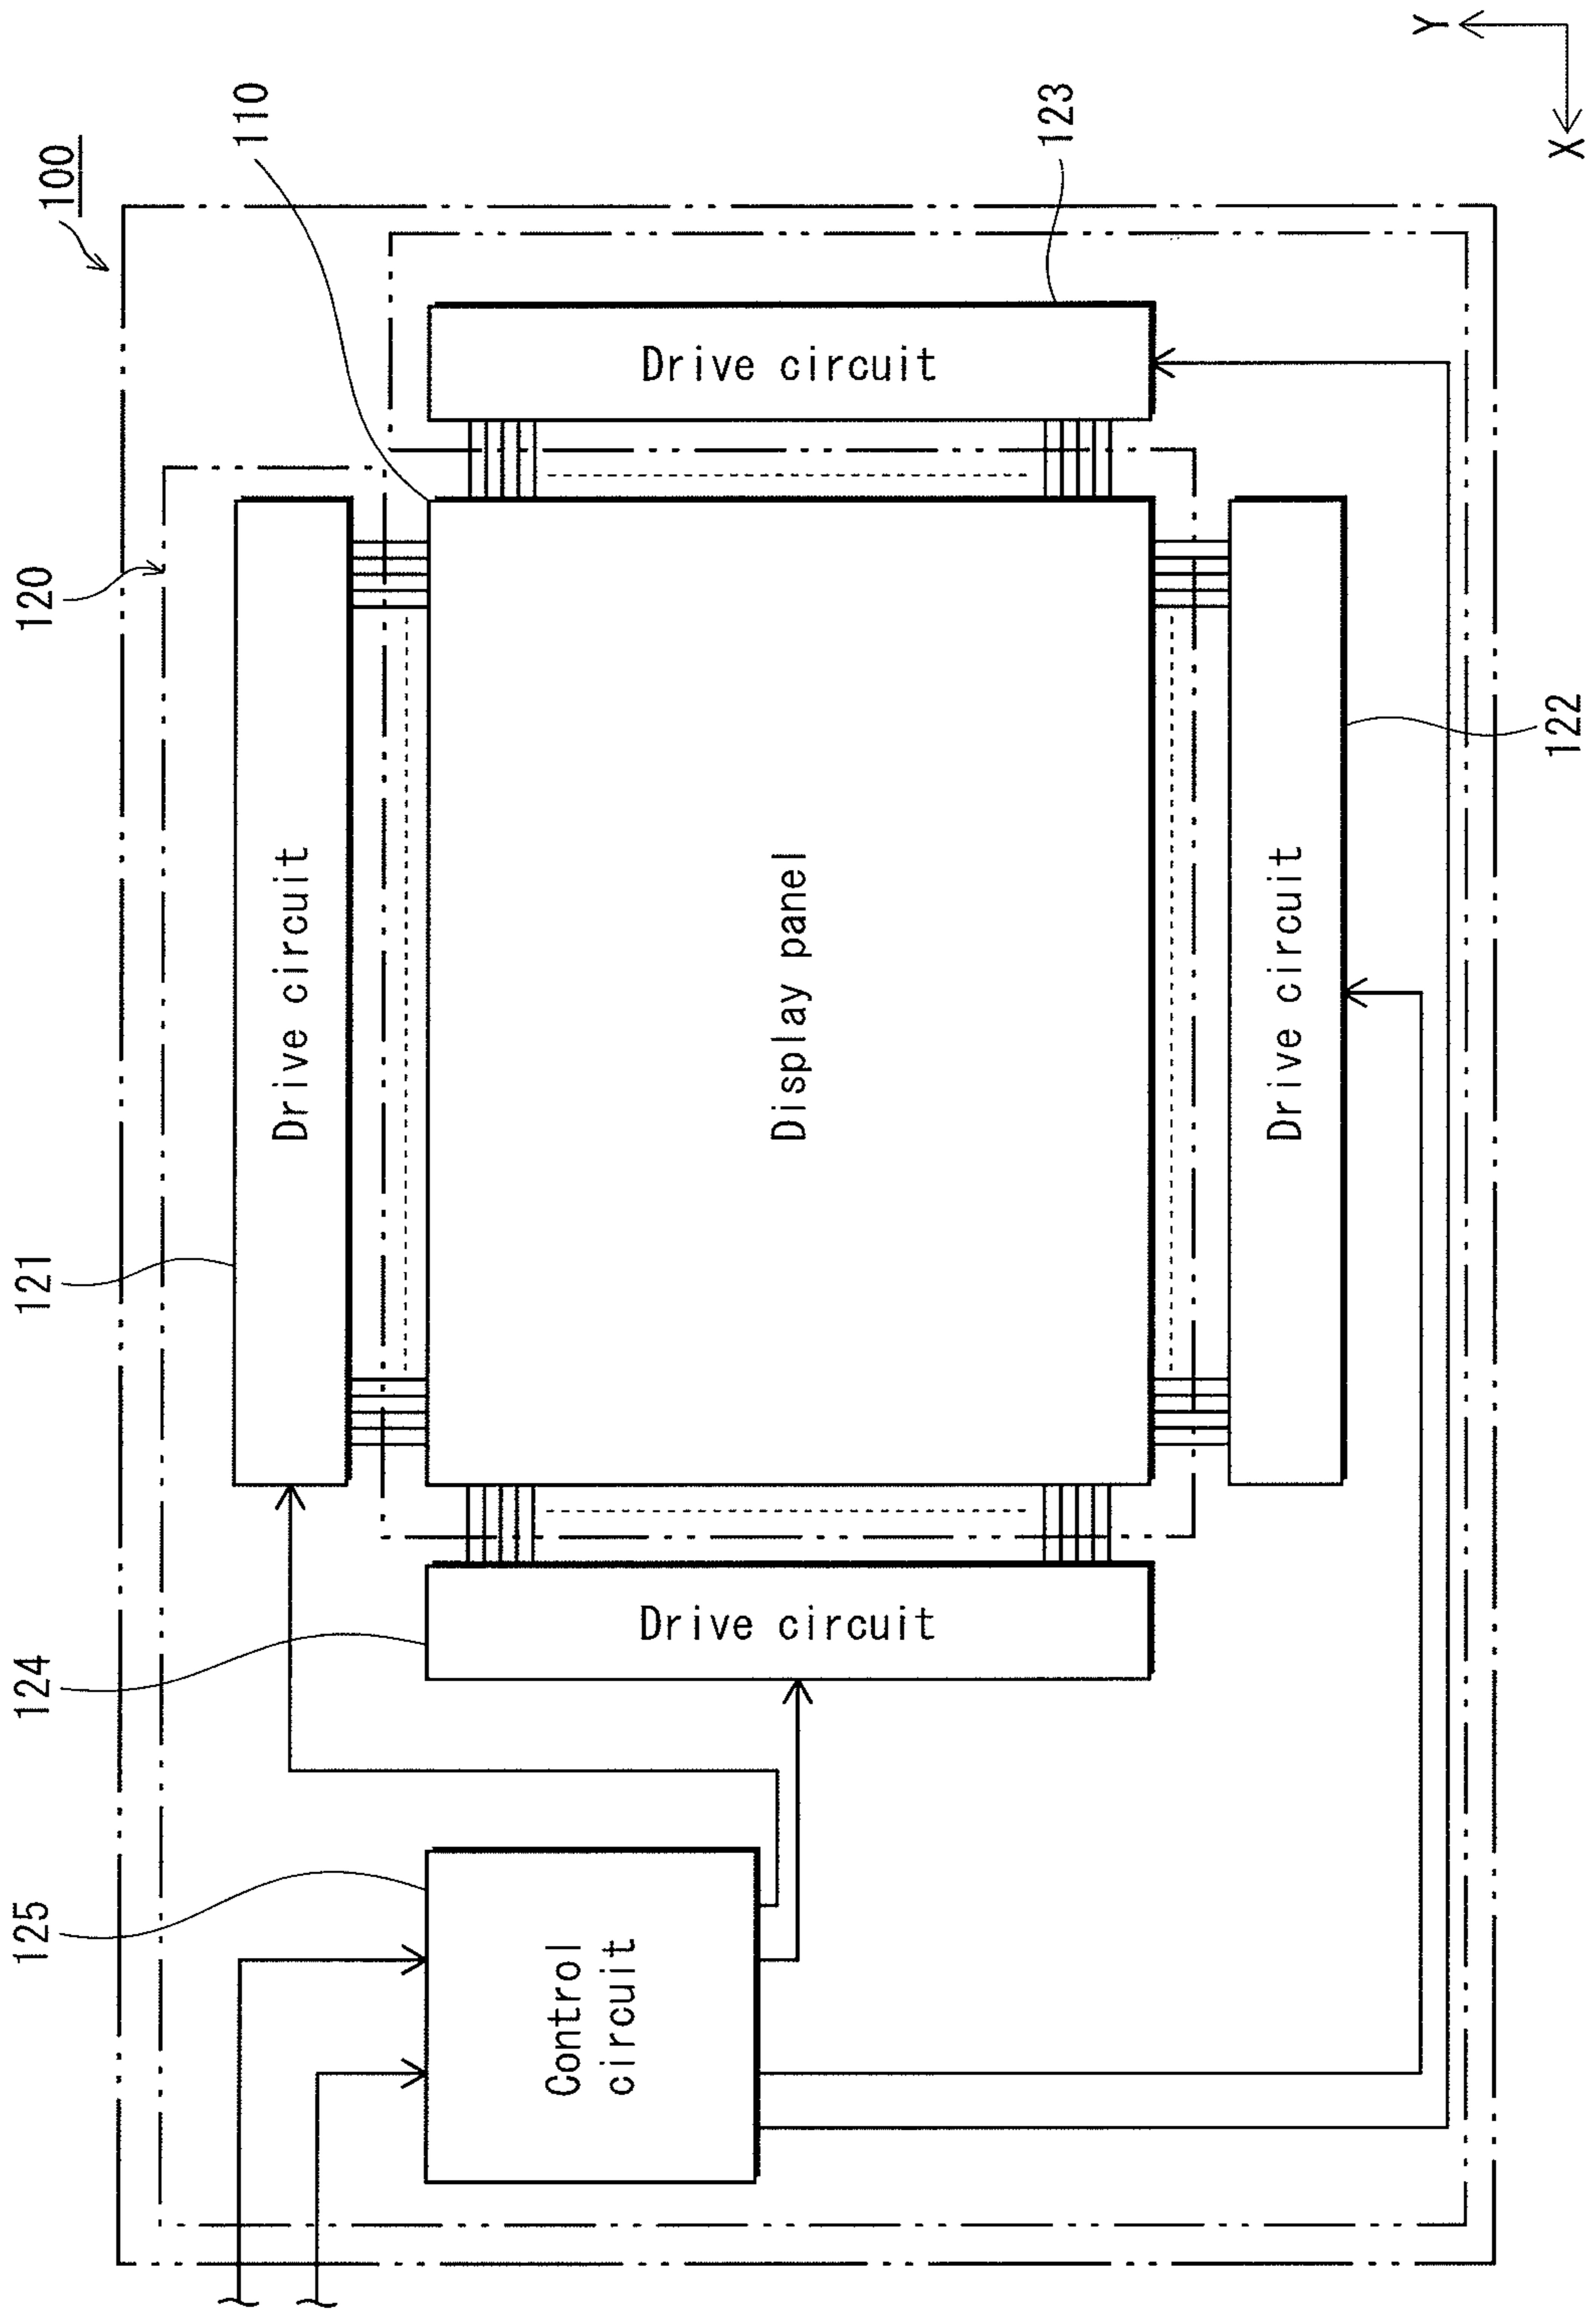 100
110
123
120
121
124
125
122
Drive circuit
Drive circuit
Display panel
Drive circuit
Drive circuit
Control
circuit
X
Y